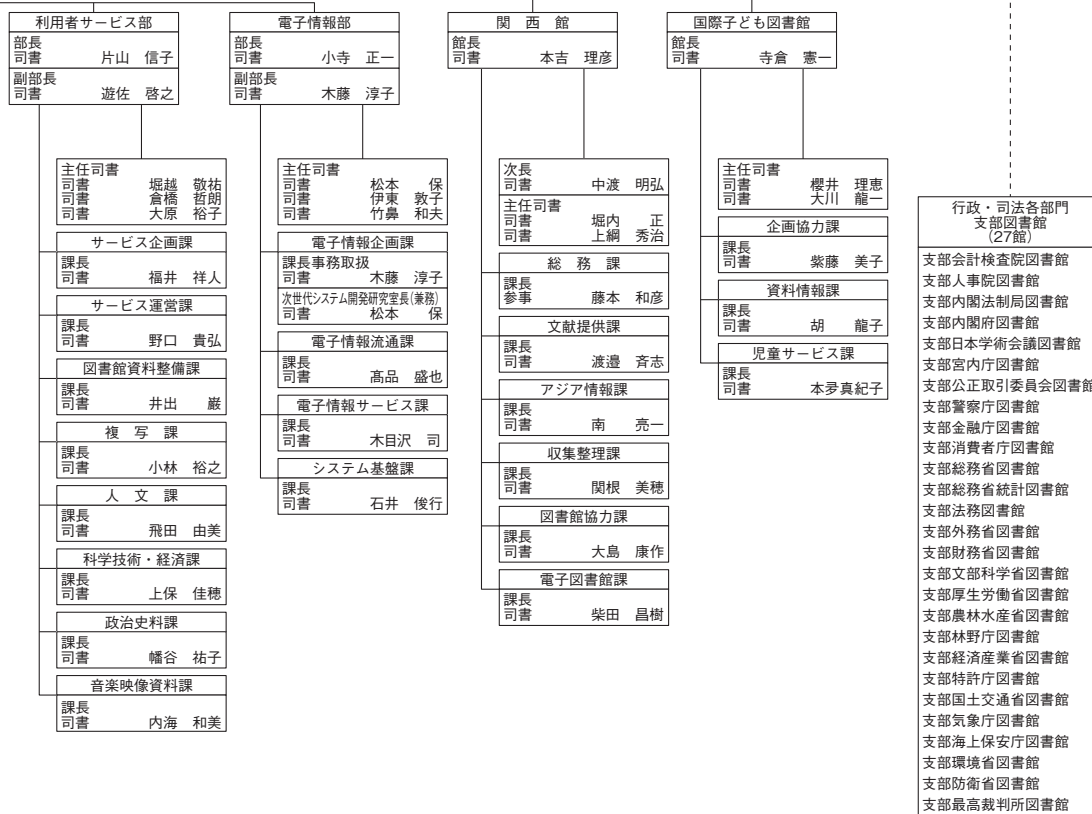 利用者サービス部
部長
司書 片山 信子
副部長
司書 遊佐 啓之
主任司書
司書 堀越 敬祐
司書 倉橋 哲朗
司書 大原 裕子
サービス企画課
課長
司書 福井 祥人
サービス運営課
課長
司書 野口 貴弘
図書館資料整備課
課長
司書 井出 巌
複写課
課長
司書 小林 裕之
人文課
課長
司書 飛田 由美
科学技術・経済課
課長
司書 上保 佳穂
政治史料課
課長
司書 幡谷 祐子
音楽映像資料課
課長
司書 内海 和美
電子情報部
部長
司書 小寺 正一
副部長
司書 木藤 淳子
主任司書
司書 松本 保
司書 伊東 敦子
司書 竹鼻 和夫
電子情報企画課
課長事務取扱
司書 木藤 淳子
次世代システム開発研究室長(兼務)
司書 松本 保
電子情報流通課
課長
司書 髙品 盛也
電子情報サービス課
課長
司書 木目沢 司
システム基盤課
課長
司書 石井 俊行
関西館
館長
司書 本吉 理彦
次長
司書 中渡 明弘
主任司書
司書 堀内 正
司書 上綱 秀治
総務課
課長
参事 藤本 和彦
文献提供課
課長
司書 渡邉 斉志
アジア情報課
課長
司書 南 亮一
収集整理課
課長
司書 関根 美穂
図書館協力課
課長
司書 大島 康作
電子図書館課
課長
司書 柴田 昌樹
国際子ども図書館
館長
司書 寺倉 憲一
主任司書
司書 櫻井 理恵
司書 大川 龍一
企画協力課
課長
司書 紫藤 美子
資料情報課
課長
司書 胡 龍子
児童サービス課
課長
司書 本夛真紀子
行政・司法各部門
支部図書館
(27館)
支部会計検査院図書館
支部人事院図書館
支部内閣法制局図書館
支部内閣府図書館
支部日本学術会議図書館
支部宮内庁図書館
支部公正取引委員会図書館
支部警察庁図書館
支部金融庁図書館
支部消費者庁図書館
支部総務省図書館
支部総務省統計図書館
支部法務図書館
支部外務省図書館
支部財務省図書館
支部文部科学省図書館
支部厚生労働省図書館
支部農林水産省図書館
支部林野庁図書館
支部経済産業省図書館
支部特許庁図書館
支部国土交通省図書館
支部気象庁図書館
支部海上保安庁図書館
支部環境省図書館
支部防衛省図書館
支部最高裁判所図書館